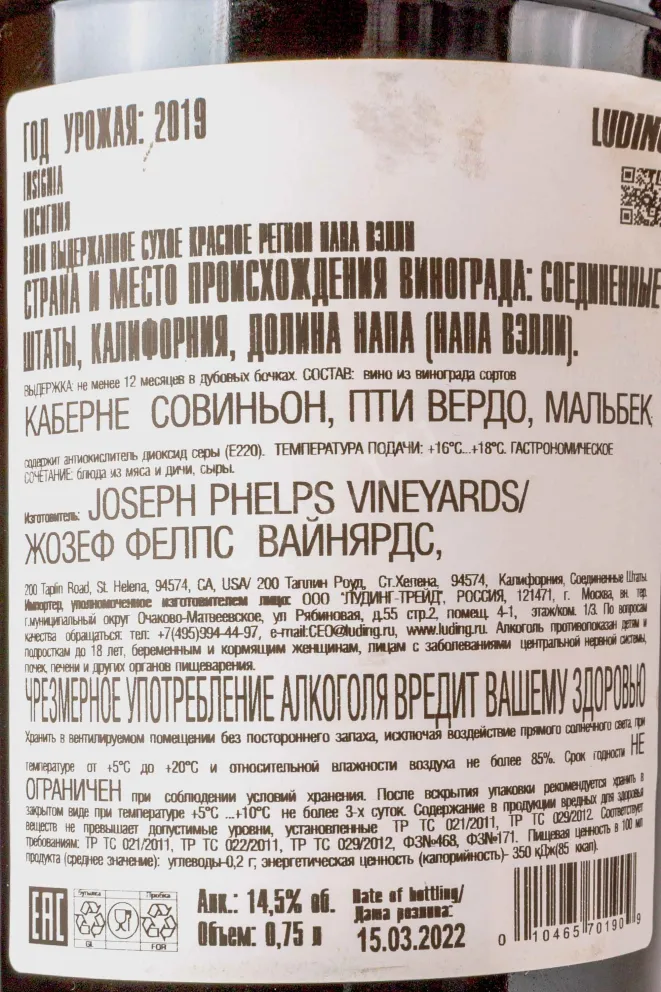 ГОД УРОЖАЯ: 2019
LUDING
INSIGNIA
ИНСИГНИЯ
ВИНО ВЫДЕРЖАННОЕ СУХОЕ КРАСНОЕ РЕГИОН НАПА ВЭЛЛИ
СТРАНА И МЕСТО ПРОИСХОЖДЕНИЯ ВИНОГРАДА: СОЕДИНЕННЫЕ
ШТАТЫ, КАЛИФОРНИЯ, ДОЛИНА НАПА (НАПА ВЭЛЛИ).
ВЫДЕРЖКА: не менее 12 месяцев в дубовых бочках. СОСТАВ: вино из винограда сортов
КАБЕРНЕ СОВИНЬОН, ПТИ ВЕРДО, МАЛЬБЕК,
содержит антиокислитель диоксид серы (Е220). ТЕМПЕРАТУРА ПОДАЧИ: +16°С...+18°С. ГАСТРОНОМИЧЕСКОЕ
СОЧЕТАНИЕ: блюда из мяса и дичи, сыры.
Изготовитель: JOSEPH PHELPS VINEYARDS/
ЖОЗЕФ ФЕЛПС ВАЙНЯРДС,
200 Taplin Road, St. Helena, 94574, CA, USA/ 200 Таплин Роуд, Ст.Хелена, 94574, Калифорния, Соединенные Штаты.
Импортер, уполномоченное изготовителем лицо: ООО "ЛУДИНГ-ТРЕЙД", РОССИЯ, 121471, г. Москва, вн. тер.
г.муниципальный округ Очаково-Матвеевское, ул Рябиновая, д.55 стр.2, помещ. 4-1, этаж/ком. 1/3. По вопросам
качества обращаться: тел: +7(495)994-44-97, e-mail:CEO@luding.ru, www.luding.ru. Алкоголь противопоказан детям и
подросткам до 18 лет, беременным и кормящим женщинам, лицам с заболеваниями центральной нервной системы,
почек, печени и других органов пищеварения.
ЧРЕЗМЕРНОЕ УПОТРЕБЛЕНИЕ АЛКОГОЛЯ ВРЕДИТ ВАШЕМУ ЗДОРОВЬЮ
Хранить в вентилируемом помещении без постороннего запаха, исключая воздействие прямого солнечного света, при
температуре от +5°С до +20°С и относительной влажности воздуха не более 85%. Срок годности НЕ
ОГРАНИЧЕН при соблюдении условий хранения. После вскрытия упаковки рекомендуется хранить в
закрытом виде при температуре +5°С ...+10°С не более 3-х суток. Содержание в продукции вредных для здоровья
веществ не превышает допустимые уровни, установленные ТР ТС 021/2011, ТР ТС 029/2012. Соответствует
требованиям: ТР ТС 021/2011, ТР ТС 022/2011, ТР ТС 029/2012, ФЗ№468, ФЗ№171. Пищевая ценность в 100 мл
продукта (среднее значение): углеводы-0,2 г; энергетическая ценность (калорийность)- 350 кДж(85 ккал).
EAC
Бутылка Пробка
GL FOR
Алк.: 14,5% об.
Объем: 0,75 л
Date of bottling/
Дата розлива:
15.03.2022
0 10465 70190 9